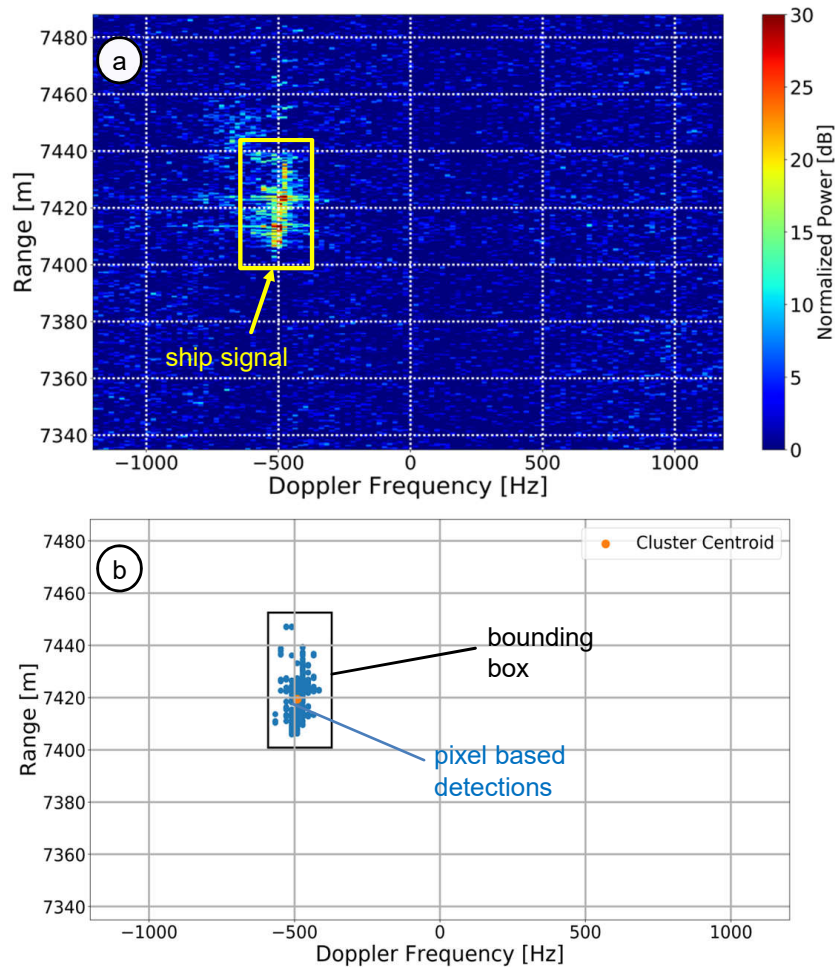 a
7480
7460
7440
7420
7400
7380
7360
7340
Range [m]
ship signal
−1000
−500
0
500
1000
Doppler Frequency [Hz]
30
25
20
15
10
5
0
Normalized Power [dB]
b
Cluster Centroid
7480
7460
7440
7420
7400
7380
7360
7340
Range [m]
bounding
box
pixel based
detections
−1000
−500
0
500
1000
Doppler Frequency [Hz]